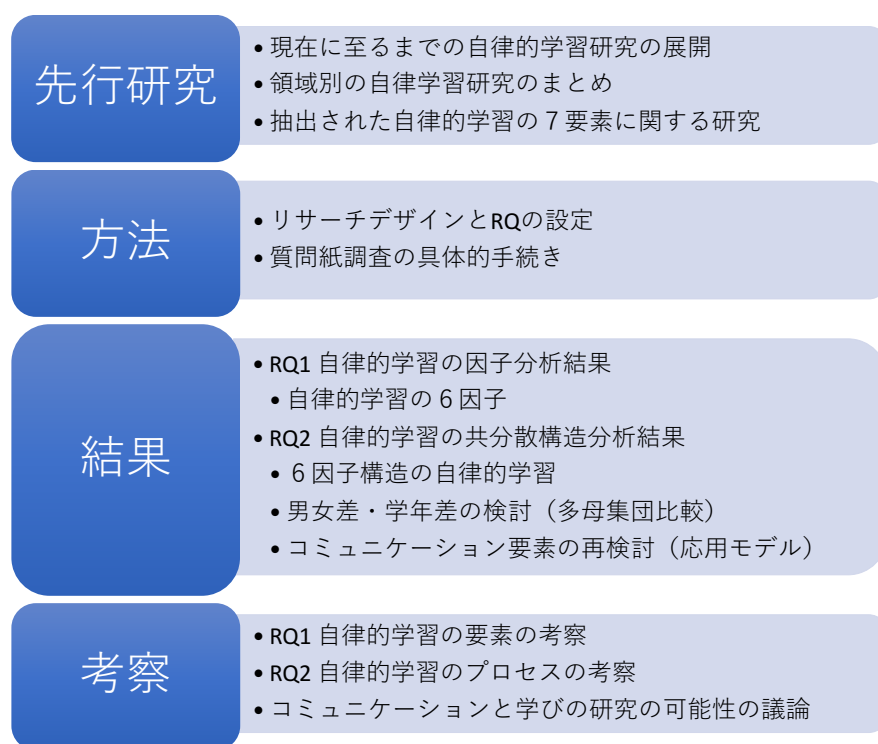 先行研究
• 現在に至るまでの自律的学習研究の展開
• 領域別の自律学習研究のまとめ
• 抽出された自律的学習の７要素に関する研究
方法
• リサーチデザインとRQの設定
• 質問紙調査の具体的手続き
結果
• RQ1 自律的学習の因子分析結果
• 自律的学習の６因子
• RQ2 自律的学習の共分散構造分析結果
• ６因子構造の自律的学習
• 男女差・学年差の検討（多母集団比較）
• コミュニケーション要素の再検討（応用モデル）
考察
• RQ1 自律的学習の要素の考察
• RQ2 自律的学習のプロセスの考察
• コミュニケーションと学びの研究の可能性の議論